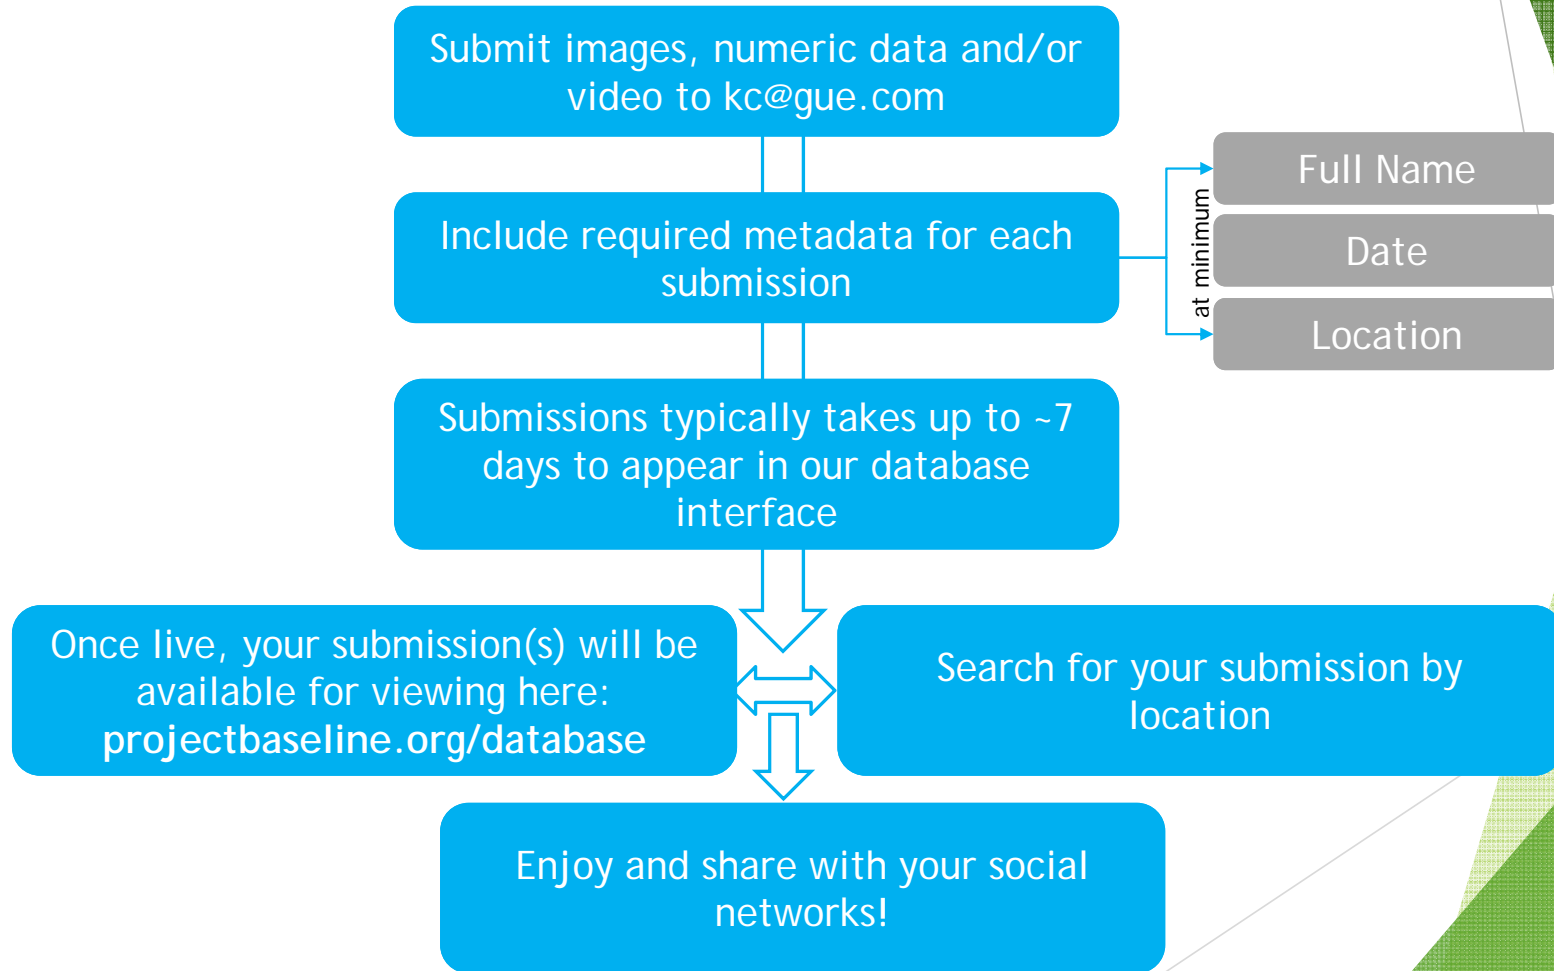 Submit images, numeric data and/or
video to kc@gue.com
Include required metadata for each
submission
at minimum
Full Name
Date
Location
Submissions typically takes up to ~7
days to appear in our database
interface
Once live, your submission(s) will be
available for viewing here:
projectbaseline.org/database
Search for your submission by
location
Enjoy and share with your social
networks!